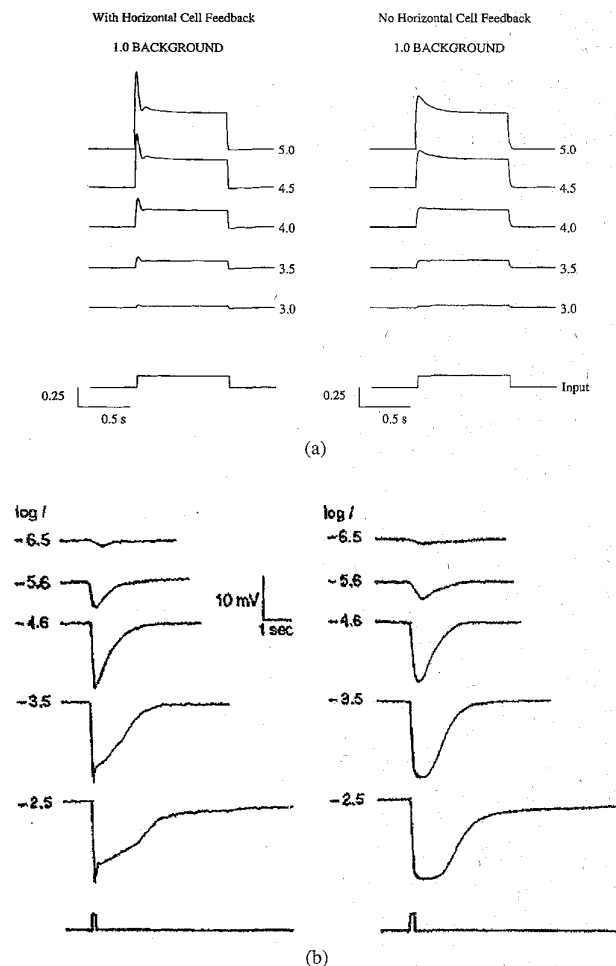 With Horizontal Cell Feedback
No Horizontal Cell Feedback
1.0 BACKGROUND
1.0 BACKGROUND
5.0
5.0
4.5
4.5
4.0
4.0
3.5
3.5
3.0
3.0
0.25
0.5 s
0.25
0.5 s
Input
(a)
log I
log I
-6.5
-6.5
-5.6
10 mV
1 sec
-5.6
-4.6
-4.6
-3.5
-3.5
-2.5
-2.5
(b)